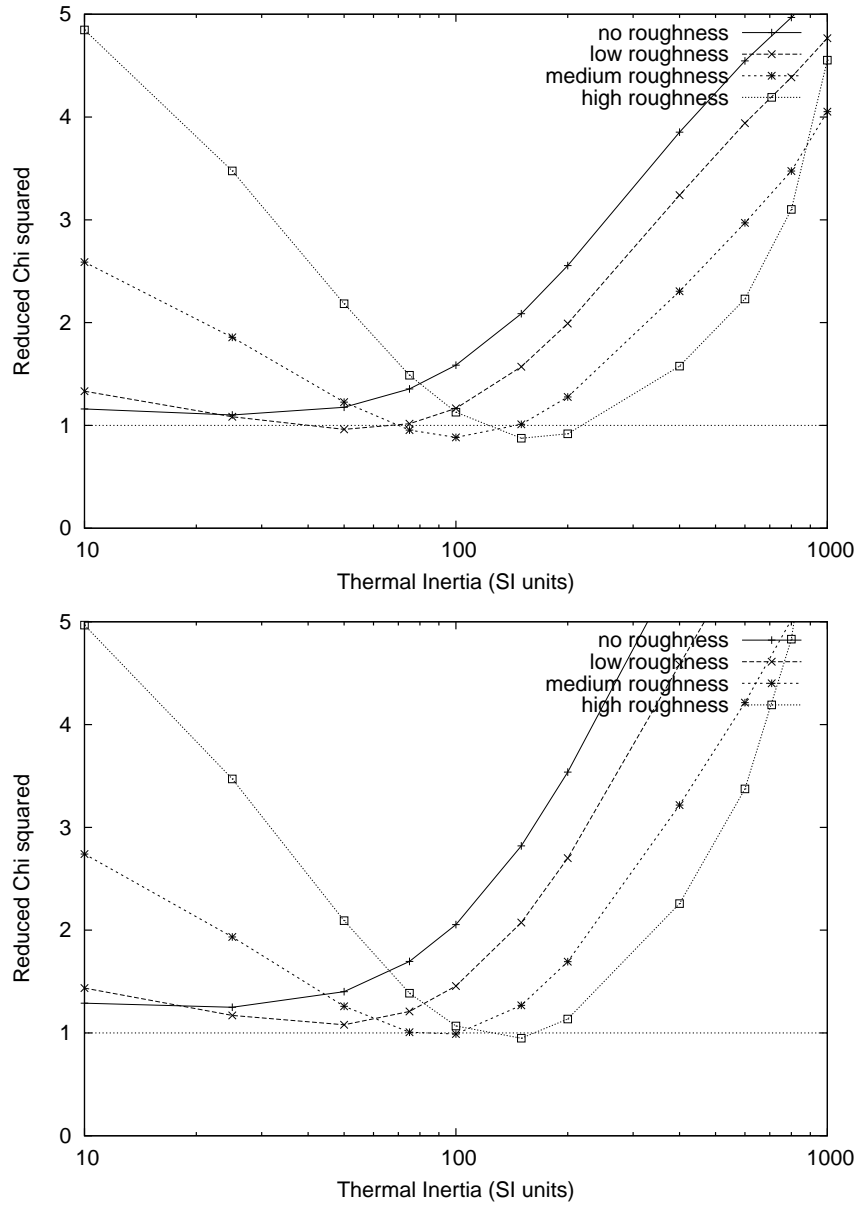 5
4
3
2
1
0
10
100
1000
Reduced Chi squared
Thermal Inertia (SI units)
no roughness
low roughness
medium roughness
high roughness
5
4
3
2
1
0
10
100
1000
Reduced Chi squared
Thermal Inertia (SI units)
no roughness
low roughness
medium roughness
high roughness